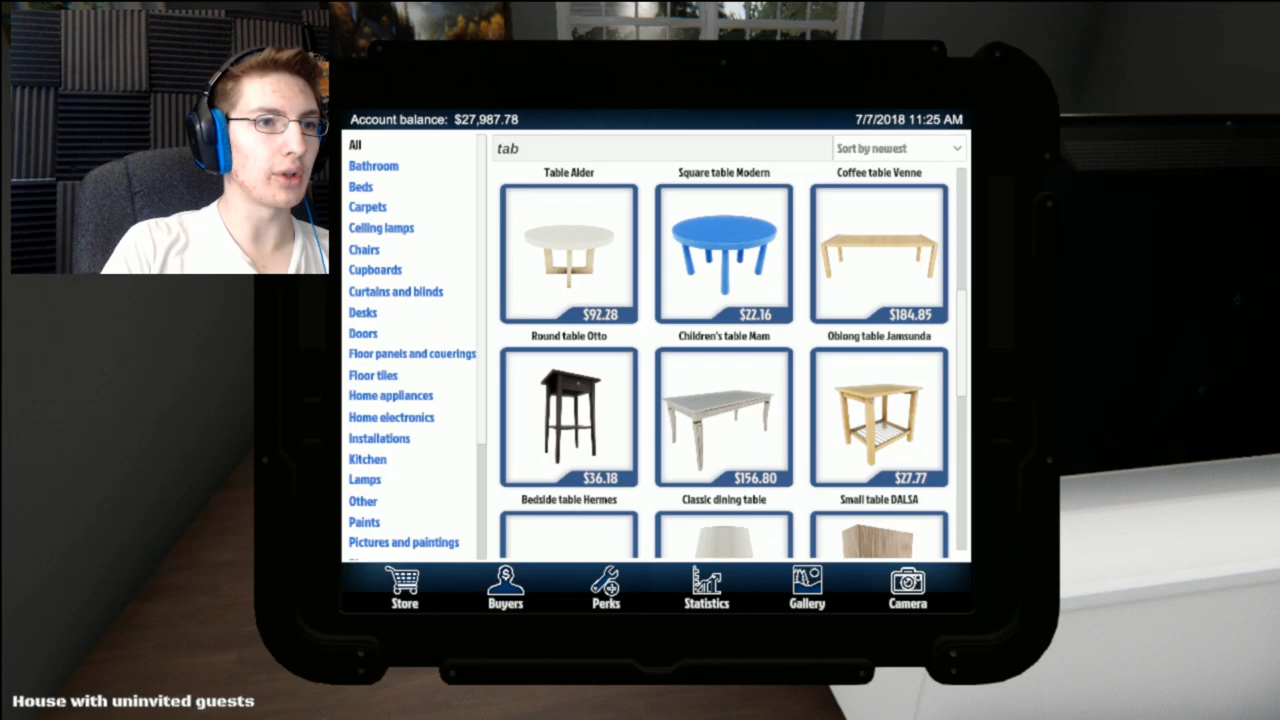 Account balance: $27,987.78
7/7/2018 11:25 AM
All
Bathroom
Beds
Carpets
Ceiling lamps
Chairs
Cupboards
Curtains and blinds
Desks
Doors
Floor panels and couerings
Floor tiles
Home appliances
Home electronics
Installations
Kitchen
Lamps
Other
Paints
Pictures and paintings
tab
Sort by newest
Table Alder
Square table Modern
Coffee table Venne
$92.28
$22.16
$184.85
Round table Otto
Children's table Mam
Oblong table Jamsunda
$36.18
$156.80
$27.77
Bedside table Hermes
Classic dining table
Small table DALSA
Store
Buyers
Perks
Statistics
Gallery
Camera
House with uninvited guests